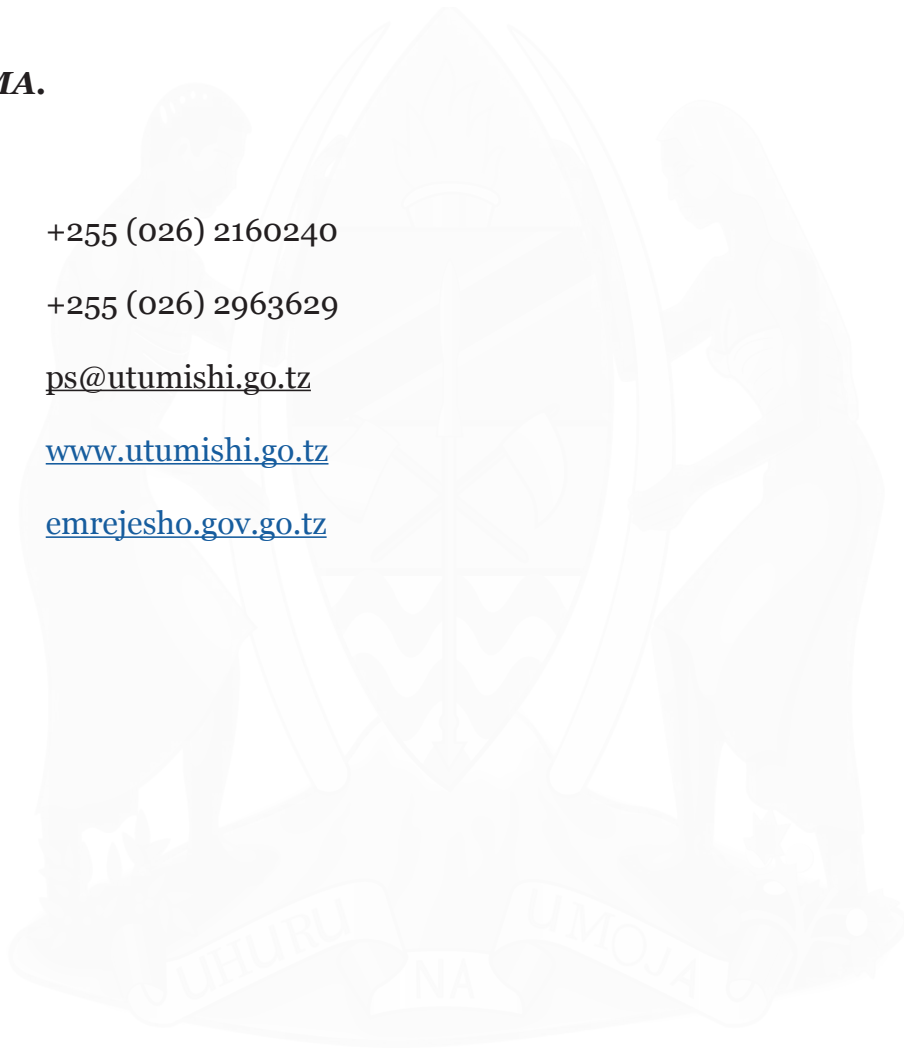 MA.
+255 (026) 2160240
+255 (026) 2963629
ps@utumishi.go.tz
www.utumishi.go.tz
emrejesho.gov.go.tz
UHURU NA UMOJA